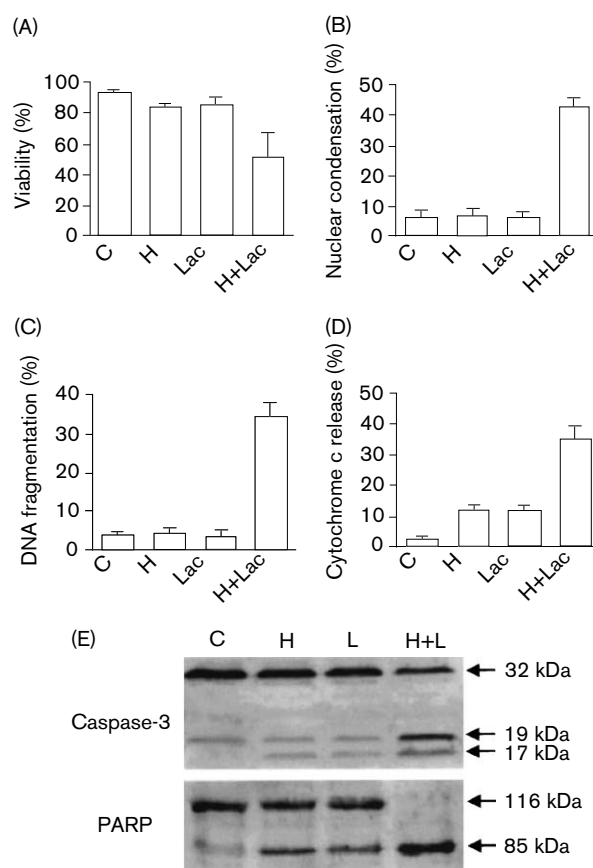 (A)
Viability (%)
100
80
60
40
20
0
C H Lac H+Lac
(B)
Nuclear condensation (%)
50
40
30
20
10
0
C H Lac H+Lac
(C)
DNA fragmentation (%)
40
30
20
10
0
C H Lac H+Lac
(D)
Cytochrome c release (%)
50
40
30
20
10
0
C H Lac H+Lac
(E)
C H L H+L
Caspase-3
32 kDa
19 kDa
17 kDa
PARP
116 kDa
85 kDa